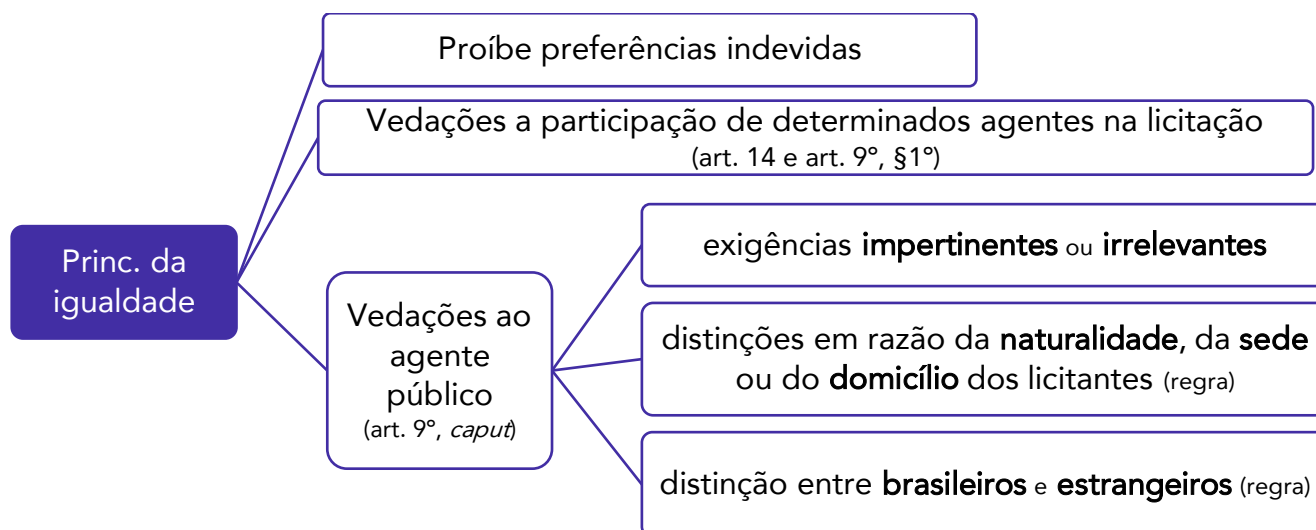 Proíbe preferências indevidas
Vedações a participação de determinados agentes na licitação
(art. 14 e art. 9º, §1º)
Princ. da
igualdade
Vedações ao
agente
público
(art. 9º, caput)
exigências impertinentes ou irrelevantes
distinções em razão da naturalidade, da sede
ou do domicílio dos licitantes (regra)
distinção entre brasileiros e estrangeiros (regra)